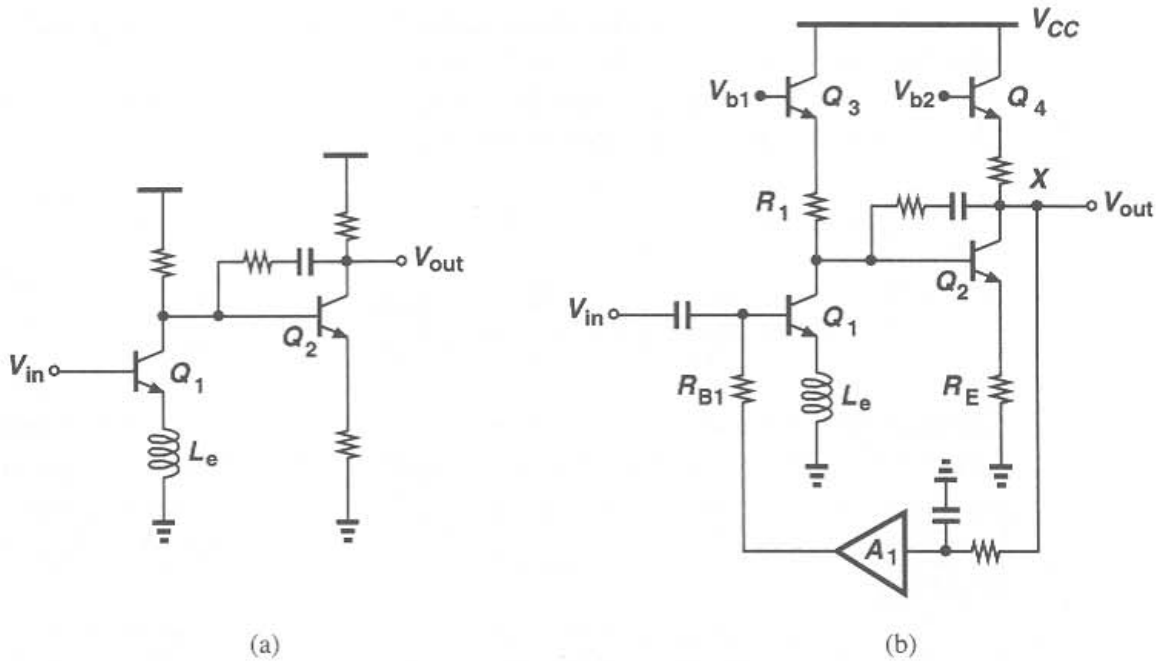 V_in
Q_1
L_e
Q_2
V_out
(a)
V_CC
V_b1
Q_3
V_b2
Q_4
R_1
X
V_out
V_in
Q_1
Q_2
R_B1
L_e
R_E
A_1
(b)